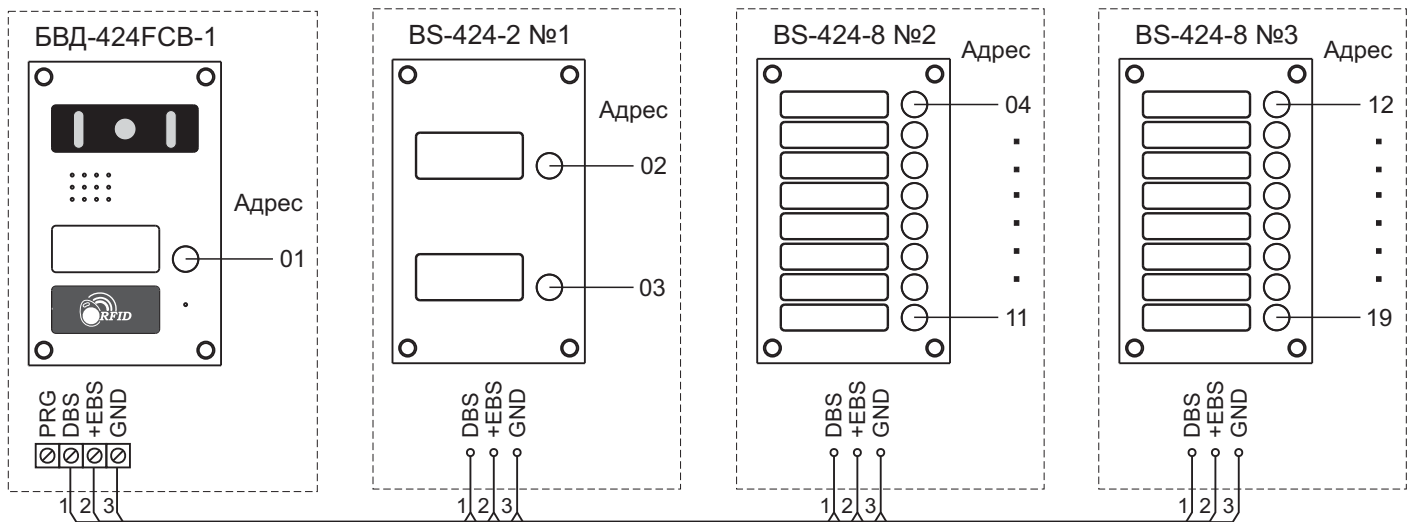 БВД-424FCB-1
Адрес
01
RFID
PRG
DBS
+EBS
GND
1 2 3
BS-424-2 №1
Адрес
02
03
DBS
+EBS
GND
1 2 3
BS-424-8 №2
Адрес
04
11
DBS
+EBS
GND
1 2 3
BS-424-8 №3
Адрес
12
19
DBS
+EBS
GND
1 2 3